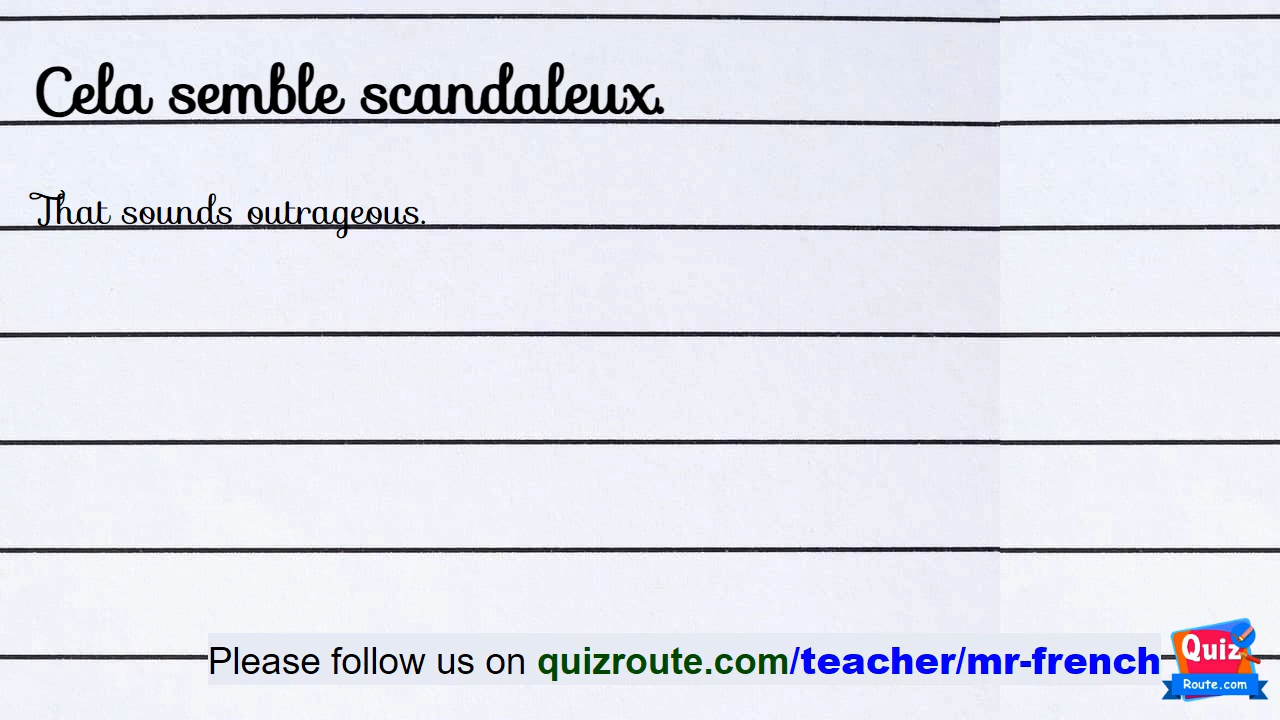 Cela semble scandaleux.
That sounds outrageous.
Please follow us on quizroute.com/teacher/mr-french
Quiz
Route.com